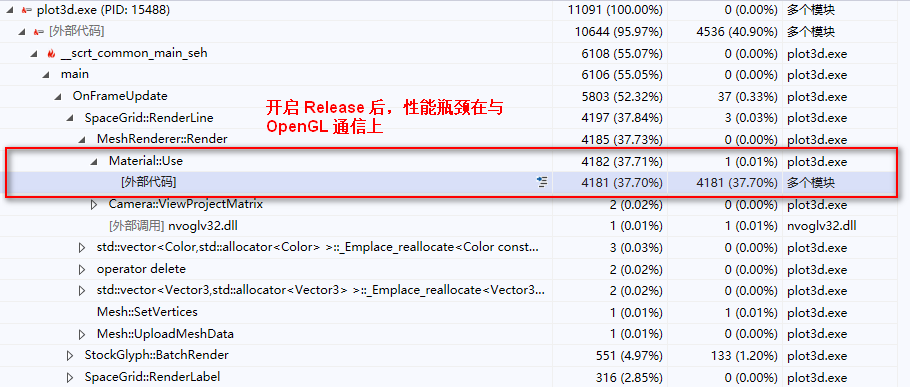 plot3d.exe (PID: 15488) 11091 (100.00%) 0 (0.00%) 多个模块
[外部代码] 10644 (95.97%) 4536 (40.90%) 多个模块
__scrt_common_main_seh 6108 (55.07%) 0 (0.00%) plot3d.exe
main 6106 (55.05%) 0 (0.00%) plot3d.exe
OnFrameUpdate 5803 (52.32%) 37 (0.33%) plot3d.exe
开启 Release 后，性能瓶颈在与
OpenGL 通信上
SpaceGrid::RenderLine 4197 (37.84%) 3 (0.03%) plot3d.exe
MeshRenderer::Render 4185 (37.73%) 0 (0.00%) plot3d.exe
Material::Use 4182 (37.71%) 1 (0.01%) plot3d.exe
[外部代码] 4181 (37.70%) 4181 (37.70%) 多个模块
Camera::ViewProjectMatrix 2 (0.02%) 0 (0.00%) plot3d.exe
[外部调用] nvoglv32.dll 1 (0.01%) 1 (0.01%) nvoglv32.dll
std::vector<Color,std::allocator<Color> >::_Emplace_reallocate<Color const... 3 (0.03%) 0 (0.00%) plot3d.exe
operator delete 2 (0.02%) 0 (0.00%) plot3d.exe
std::vector<Vector3,std::allocator<Vector3> >::_Emplace_reallocate<Vector3... 2 (0.02%) 0 (0.00%) plot3d.exe
Mesh::SetVertices 1 (0.01%) 1 (0.01%) plot3d.exe
Mesh::UploadMeshData 1 (0.01%) 0 (0.00%) plot3d.exe
StockGlyph::BatchRender 551 (4.97%) 133 (1.20%) plot3d.exe
SpaceGrid::RenderLabel 316 (2.85%) 0 (0.00%) plot3d.exe